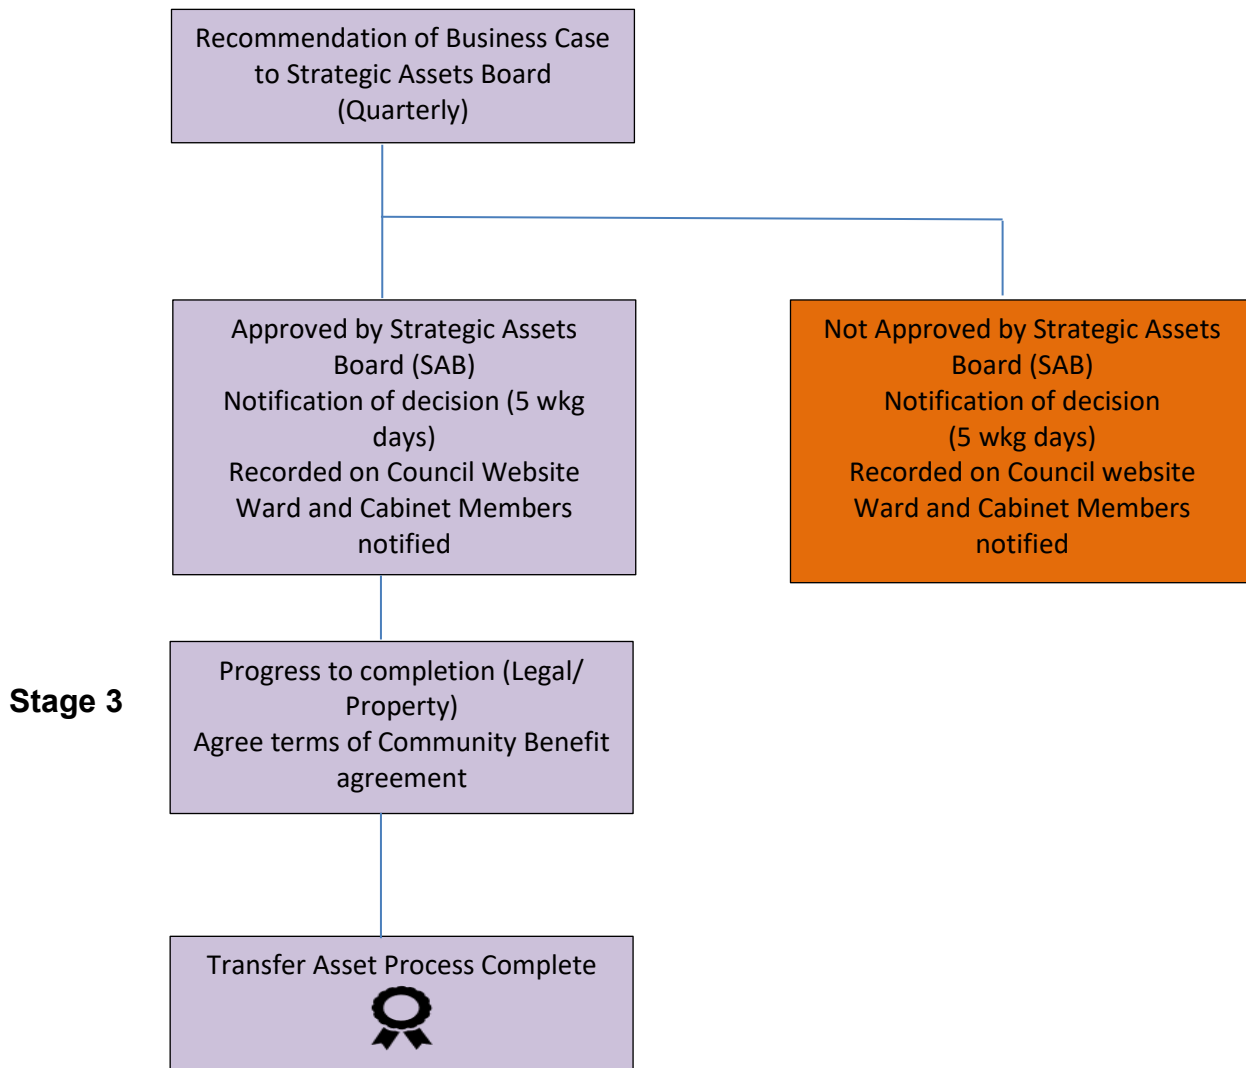 Recommendation of Business Case
to Strategic Assets Board
(Quarterly)
Approved by Strategic Assets
Board (SAB)
Notification of decision (5 wkg
days)
Recorded on Council Website
Ward and Cabinet Members
notified
Not Approved by Strategic Assets
Board (SAB)
Notification of decision
(5 wkg days)
Recorded on Council website
Ward and Cabinet Members
notified
Stage 3
Progress to completion (Legal/
Property)
Agree terms of Community Benefit
agreement
Transfer Asset Process Complete